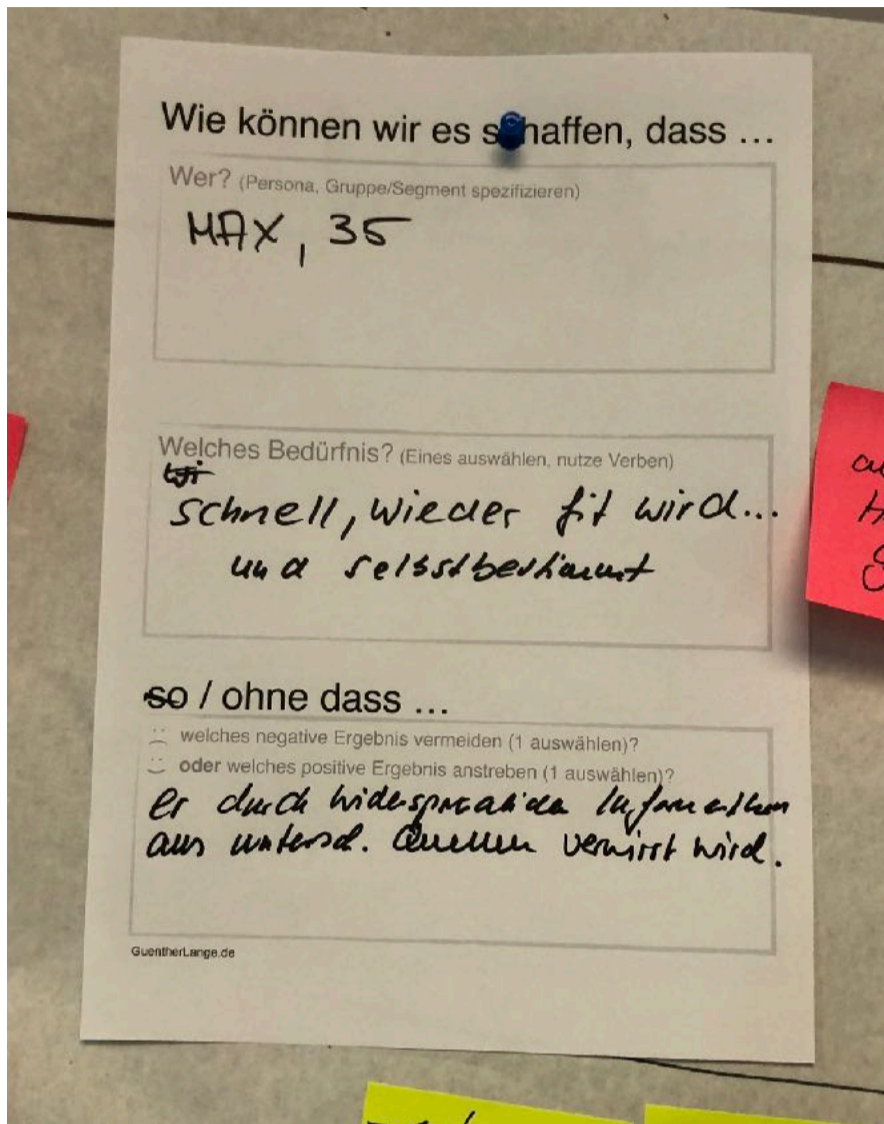 Wie können wir es schaffen, dass ...
Wer? (Persona, Gruppe/Segment spezifizieren)
MAX, 35
Welches Bedürfnis? (Eines auswählen, nutze Verben)
schnell, wieder fit wird...
und selbstbestimmt
so / ohne dass ...
welches negative Ergebnis vermeiden (1 auswählen)?
oder welches positive Ergebnis anstreben (1 auswählen)?
er durch widersprechen Informationen
aus untersch. Quellen verwirrt wird.
GuentherLange.de